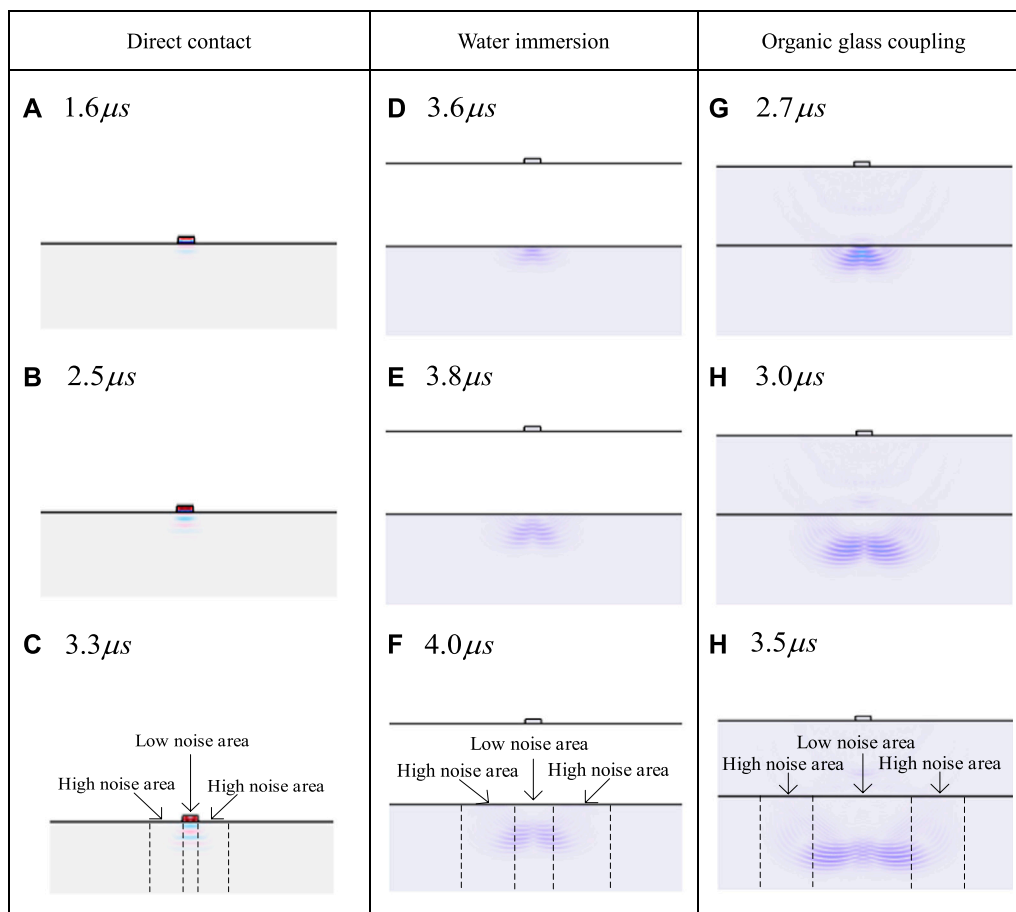 Direct contact
Water immersion
Organic glass coupling
A 1.6μs
D 3.6μs
G 2.7μs
B 2.5μs
E 3.8μs
H 3.0μs
C 3.3μs
Low noise area
High noise area
High noise area
F 4.0μs
Low noise area
High noise area
High noise area
H 3.5μs
Low noise area
High noise area
High noise area